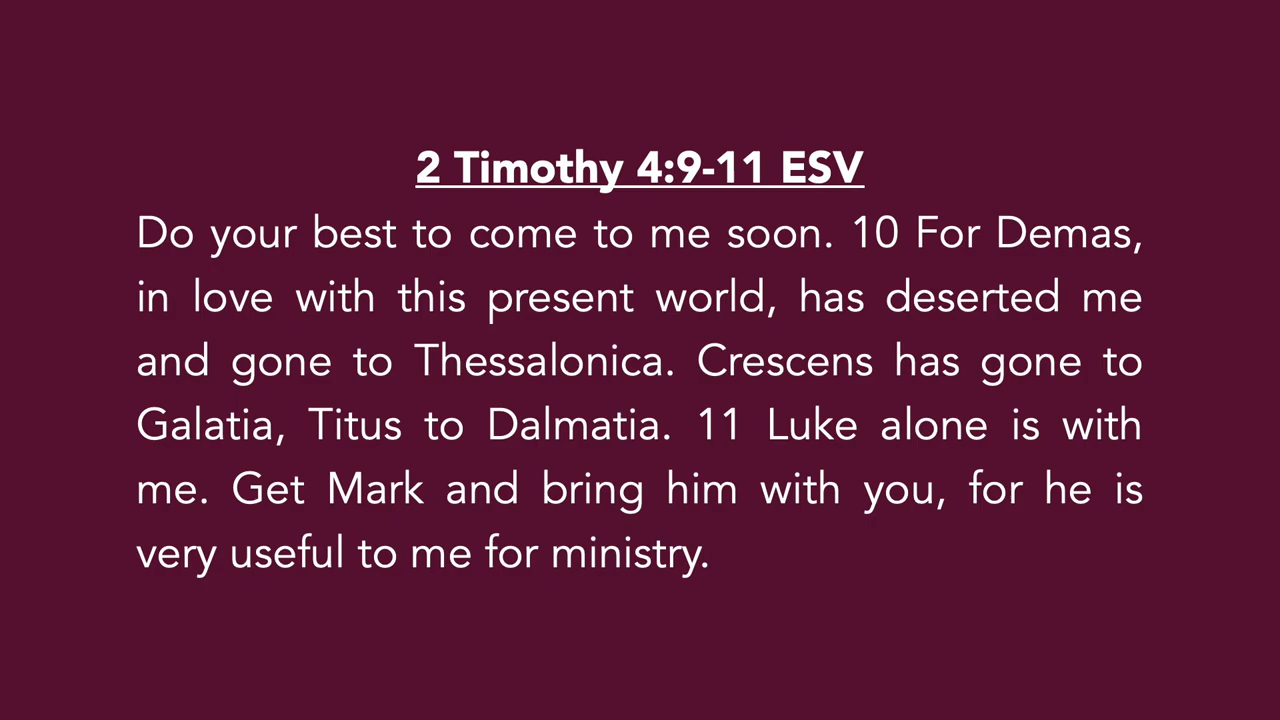 2 Timothy 4:9-11 ESV
Do your best to come to me soon. 10 For Demas,
in love with this present world, has deserted me
and gone to Thessalonica. Crescens has gone to
Galatia, Titus to Dalmatia. 11 Luke alone is with
me. Get Mark and bring him with you, for he is
very useful to me for ministry.